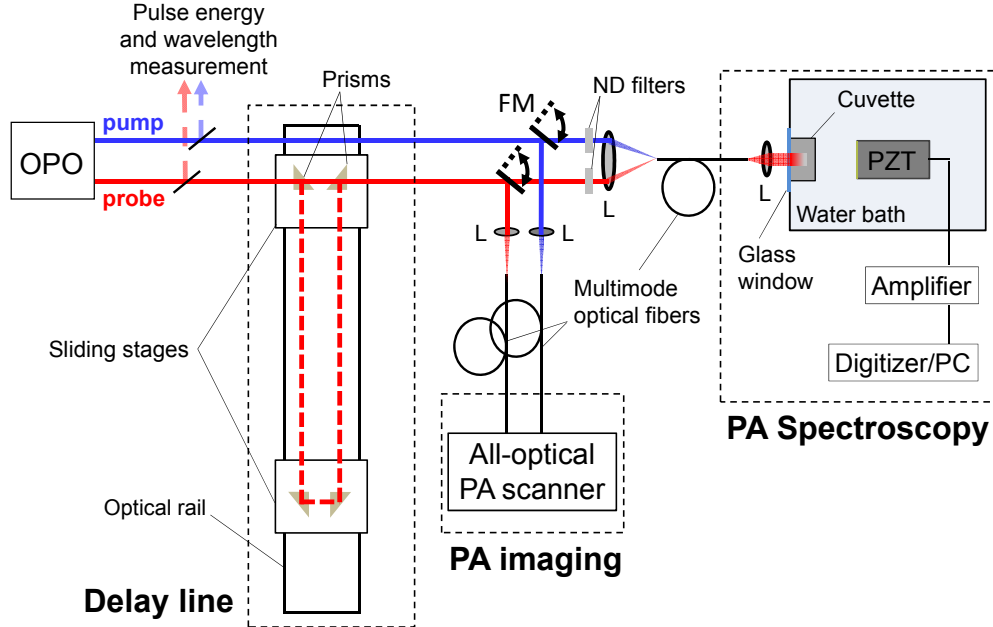 Pulse energy
and wavelength
measurement
Prisms
FM
ND filters
Cuvette
OPO
pump
probe
PZT
L
L
L
L
Water bath
Glass
window
Multimode
optical fibers
Amplifier
Sliding stages
Digitizer/PC
PA Spectroscopy
All-optical
PA scanner
Optical rail
PA imaging
Delay line